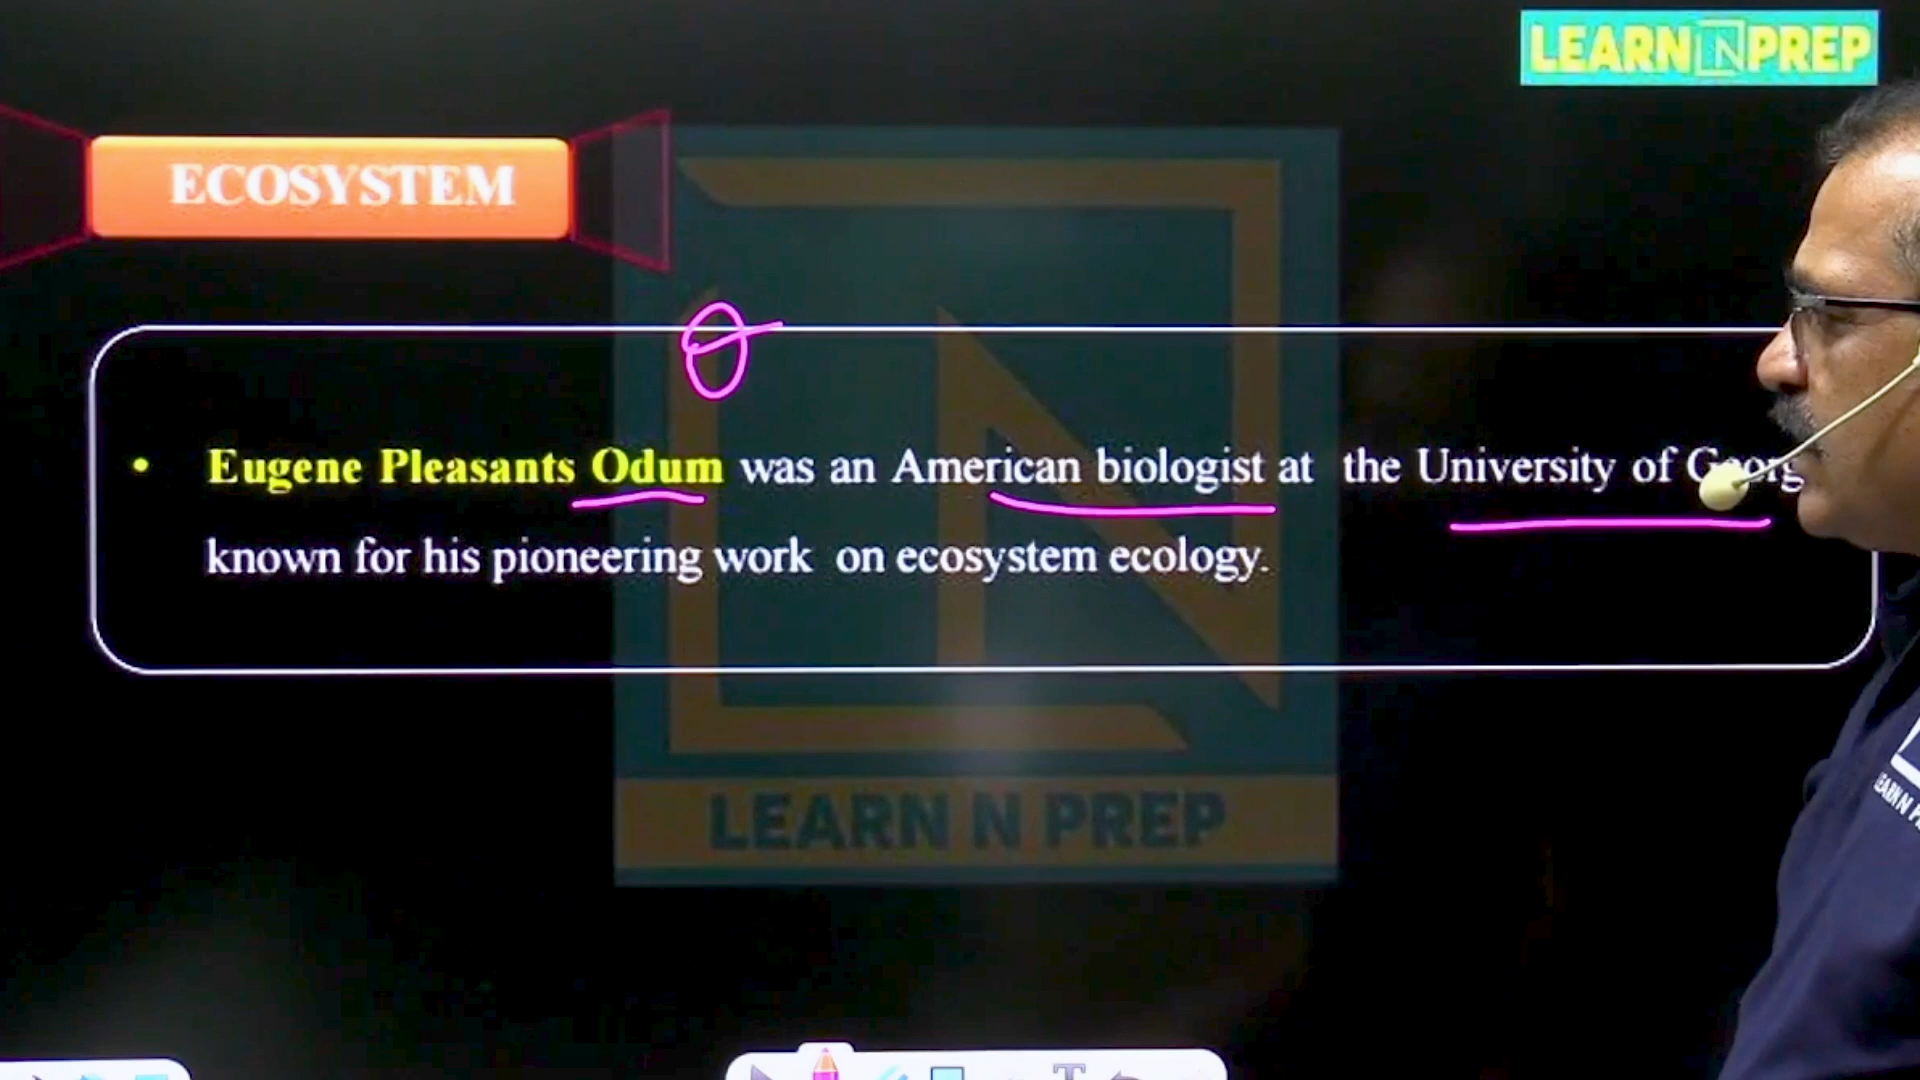 LEARN N PREP
ECOSYSTEM
• Eugene Pleasants Odum was an American biologist at the University of
known for his pioneering work on ecosystem ecology.
LEARN N PREP
T